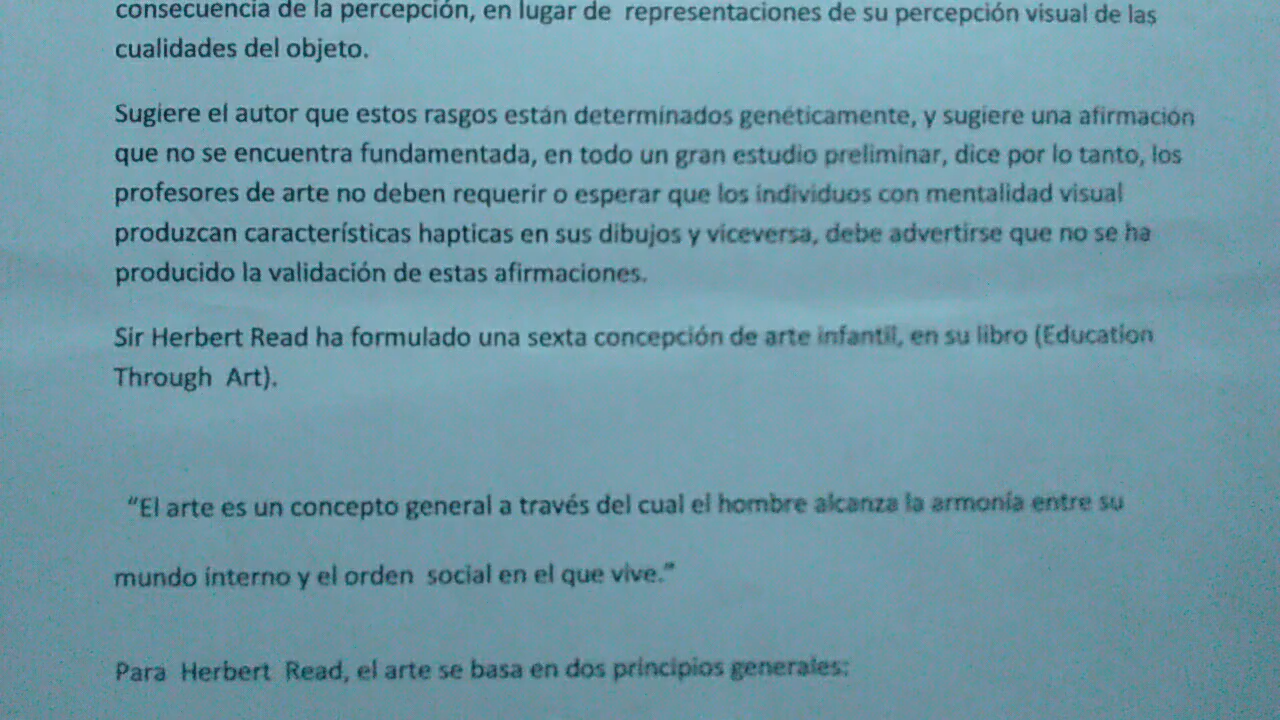 consecuencia de la percepción, en lugar de representaciones de su percepción visual de las
cualidades del objeto.
Sugiere el autor que estos rasgos están determinados genéticamente, y sugiere una afirmación
que no se encuentra fundamentada, en todo un gran estudio preliminar, dice por lo tanto, los
profesores de arte no deben requerir o esperar que los individuos con mentalidad visual
produzcan características hapticas en sus dibujos y viceversa, debe advertirse que no se ha
producido la validación de estas afirmaciones.
Sir Herbert Read ha formulado una sexta concepción de arte infantil, en su libro (Education
Through Art).
“El arte es un concepto general a través del cual el hombre alcanza la armonía entre su
mundo interno y el orden social en el que vive.”
Para Herbert Read, el arte se basa en dos principios generales: